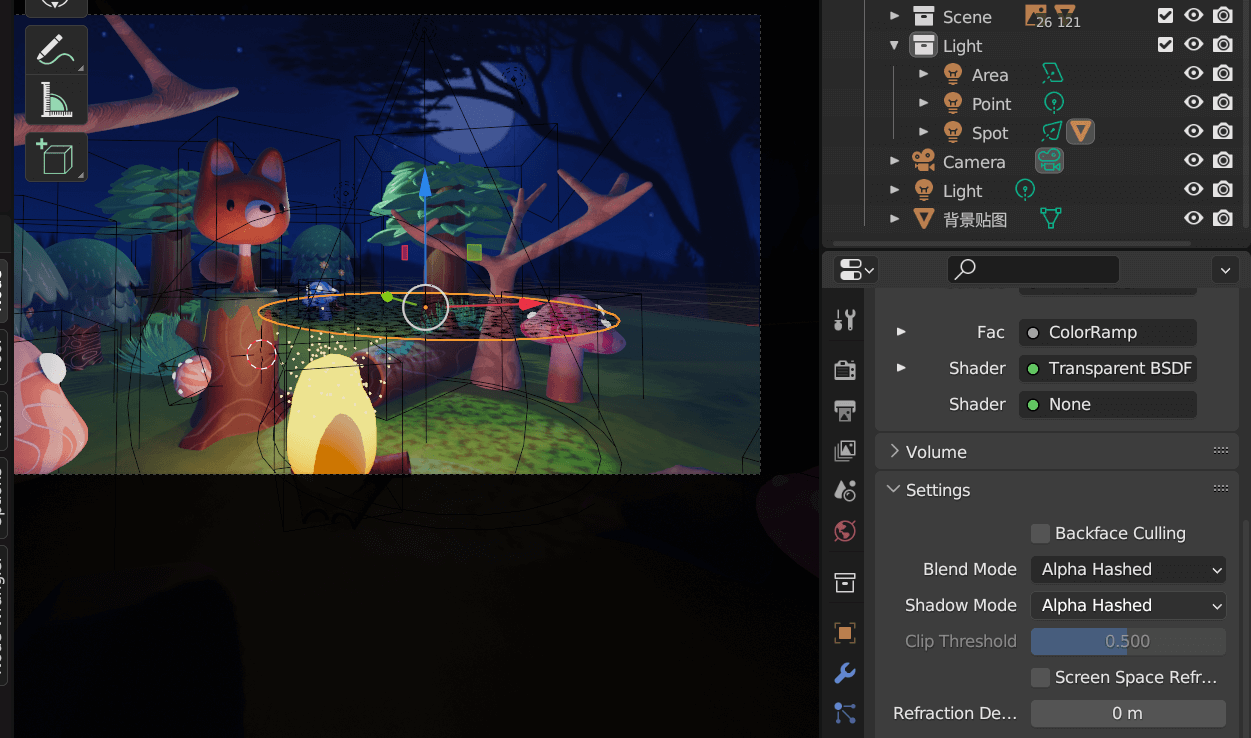 Scene
26 121
Light
Area
Point
Spot
Camera
Light
背景贴图
Fac
ColorRamp
Shader
Transparent BSDF
Shader
None
Volume
Settings
Backface Culling
Blend Mode
Alpha Hashed
Shadow Mode
Alpha Hashed
Clip Threshold
0.500
Screen Space Refr...
Refraction De...
0 m